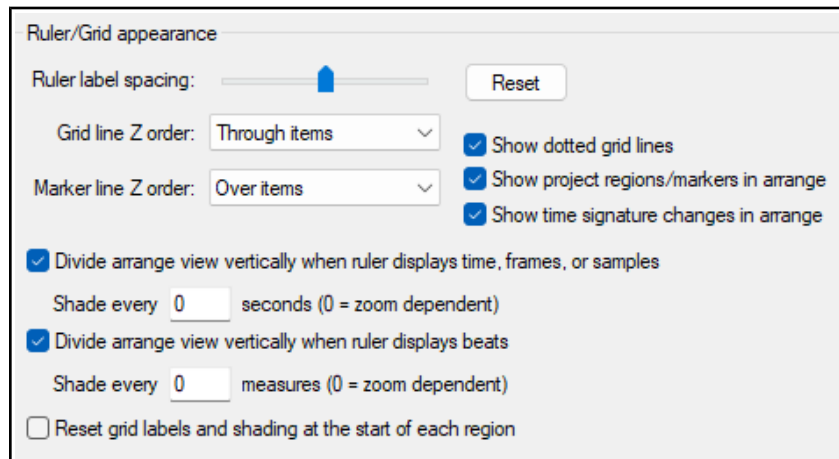 Ruler/Grid appearance
Ruler label spacing:
Reset
Grid line Z order: Through items
Show dotted grid lines
Marker line Z order: Over items
Show project regions/markers in arrange
Show time signature changes in arrange
Divide arrange view vertically when ruler displays time, frames, or samples
Shade every 0 seconds (0 = zoom dependent)
Divide arrange view vertically when ruler displays beats
Shade every 0 measures (0 = zoom dependent)
Reset grid labels and shading at the start of each region